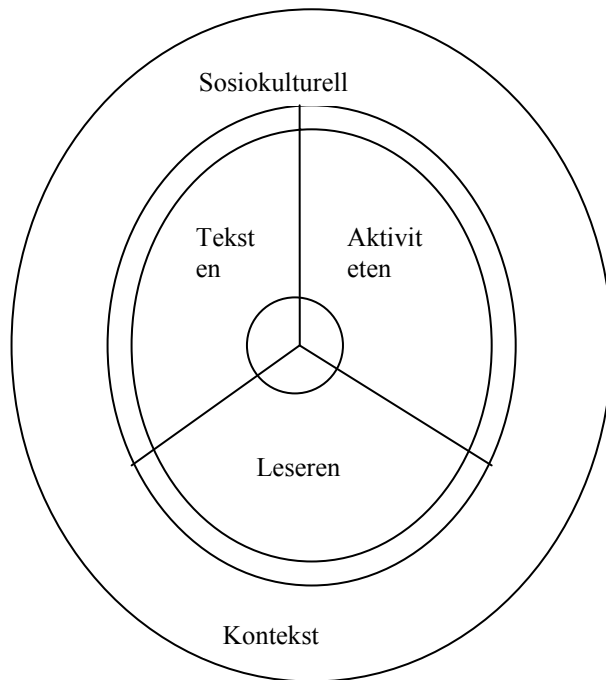 Sosiokulturell
Tekst
en
Aktivit
eten
Leseren
Kontekst